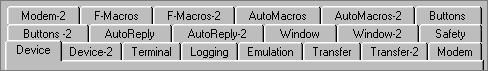 Modem-2 F-Macros F-Macros-2 AutoMacros AutoMacros-2 Buttons
Buttons -2 AutoReply AutoReply-2 Window Window-2 Safety
Device Device-2 Terminal Logging Emulation Transfer Transfer-2 Modem